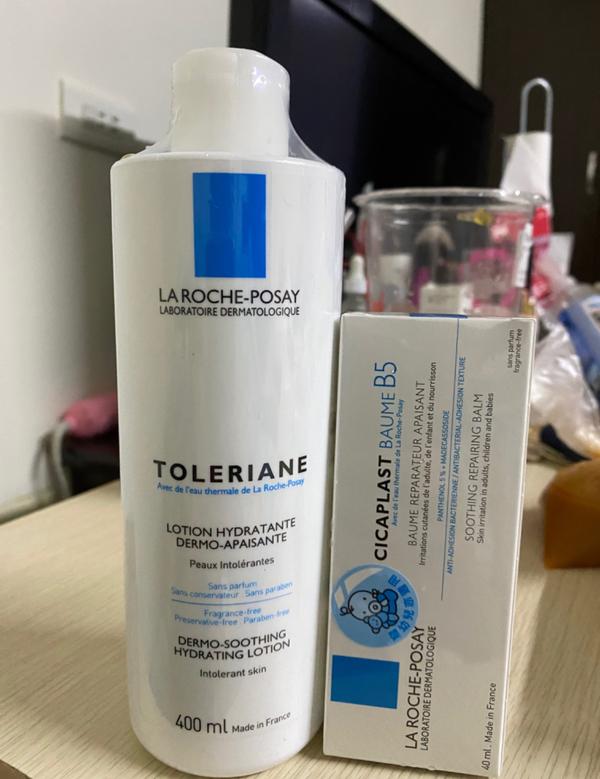 LA ROCHE-POSAY
LABORATOIRE DERMATOLOGIQUE
TOLERIANE
Avec de l'eau thermale de La Roche-Posay
LOTION HYDRATANTE
DERMO-APAISANTE
Peaux Intolérantes
Sans parfum
Sans conservateur . Sans paraben
Fragrance-free
Preservative-free . Paraben-free
DERMO-SOOTHING
HYDRATING LOTION
Intolerant skin
400 ml Made in France
CICAPLAST BAUME B5
Avec de l'eau thermale de La Roche-Posay
BAUME REPARATEUR APAISANT
Irritations cutanées de l'adulte, de l'enfant et du nourrisson
PANTHENOL 5 % + MADECASSOSIDE
ANTI-ADHESION BACTERIENNE / ANTIBACTERIAL-ADHESION TEXTURE
SOOTHING REPAIRING BALM
Skin irritation in adults, children and babies
sans parfum
fragrance-free
LA ROCHE-POSAY
LABORATOIRE DERMATOLOGIQUE
40 ml . Made in France